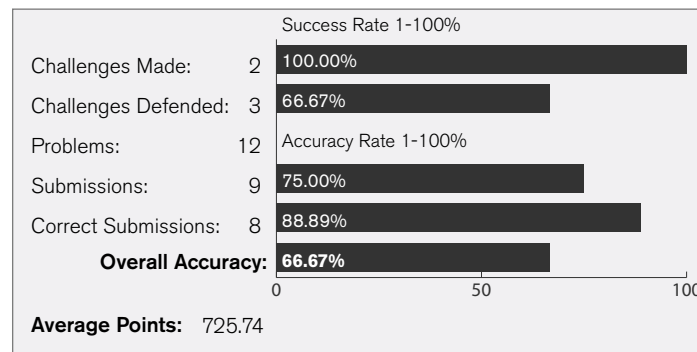 Success Rate 1-100%
Challenges Made: 2 100.00%
Challenges Defended: 3 66.67%
Problems: 12 Accuracy Rate 1-100%
Submissions: 9 75.00%
Correct Submissions: 8 88.89%
Overall Accuracy: 66.67%
0 50 100
Average Points: 725.74